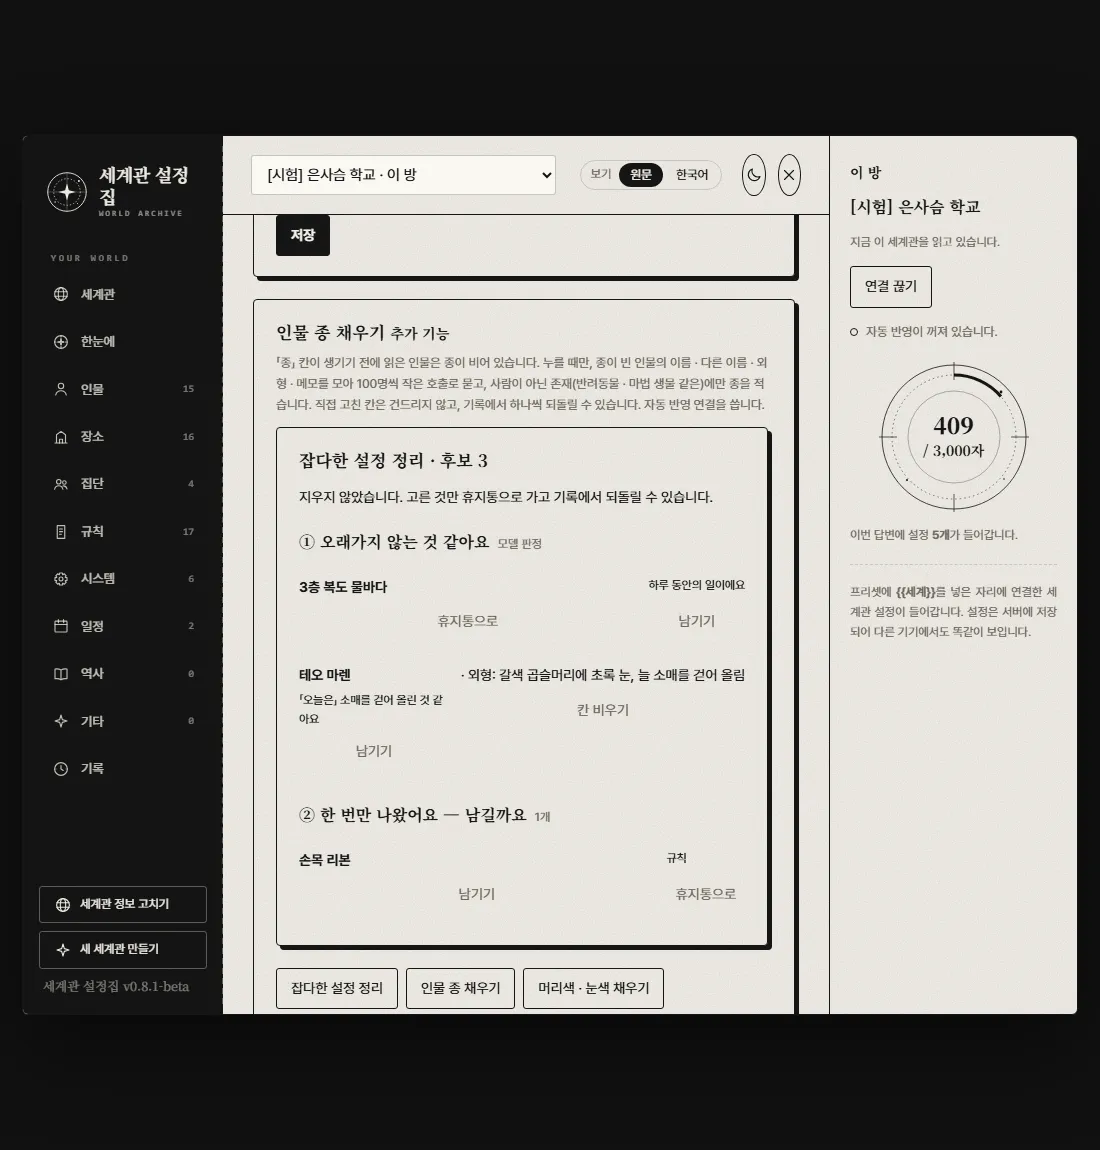 세계관 설정
집
WORLD ARCHIVE
YOUR WORLD
세계관
한눈에
인물 15
장소 16
집단 4
규칙 17
시스템 6
일정 2
역사 0
기타 0
기록
세계관 정보 고치기
새 세계관 만들기
세계관 설정집 v0.8.1-beta
[시험] 은사슴 학교 · 이 방
보기 원문 한국어
저장
인물 종 채우기 추가 기능
「종」 칸이 생기기 전에 읽은 인물은 종이 비어 있습니다. 누를 때만, 종이 빈 인물의 이름 · 다른 이름 · 외
형 · 메모를 모아 100명씩 작은 호출로 묻고, 사람이 아닌 존재(반려동물 · 마법 생물 같은)에만 종을 적
습니다. 직접 고친 칸은 건드리지 않고, 기록에서 하나씩 되돌릴 수 있습니다. 자동 반영 연결을 씁니다.
잡다한 설정 정리 · 후보 3
지우지 않았습니다. 고른 것만 휴지통으로 가고 기록에서 되돌릴 수 있습니다.
① 오래가지 않는 것 같아요 모델 판정
3층 복도 물바다 하루 동안의 일이에요
휴지통으로 남기기
테오 마렌 · 외형: 갈색 곱슬머리에 초록 눈, 늘 소매를 걷어 올림
「오늘은」 소매를 걷어 올린 것 같
아요
칸 비우기
남기기
② 한 번만 나왔어요 — 남길까요 1개
손목 리본 규칙
남기기 휴지통으로
잡다한 설정 정리 인물 종 채우기 머리색 · 눈색 채우기
이 방
[시험] 은사슴 학교
지금 이 세계관을 읽고 있습니다.
연결 끊기
자동 반영이 꺼져 있습니다.
409
/ 3,000자
이번 답변에 설정 5개가 들어갑니다.
프리셋에 {{세계}}를 넣은 자리에 연결한 세
계관 설정이 들어갑니다. 설정은 서버에 저장
되어 다른 기기에서도 똑같이 보입니다.